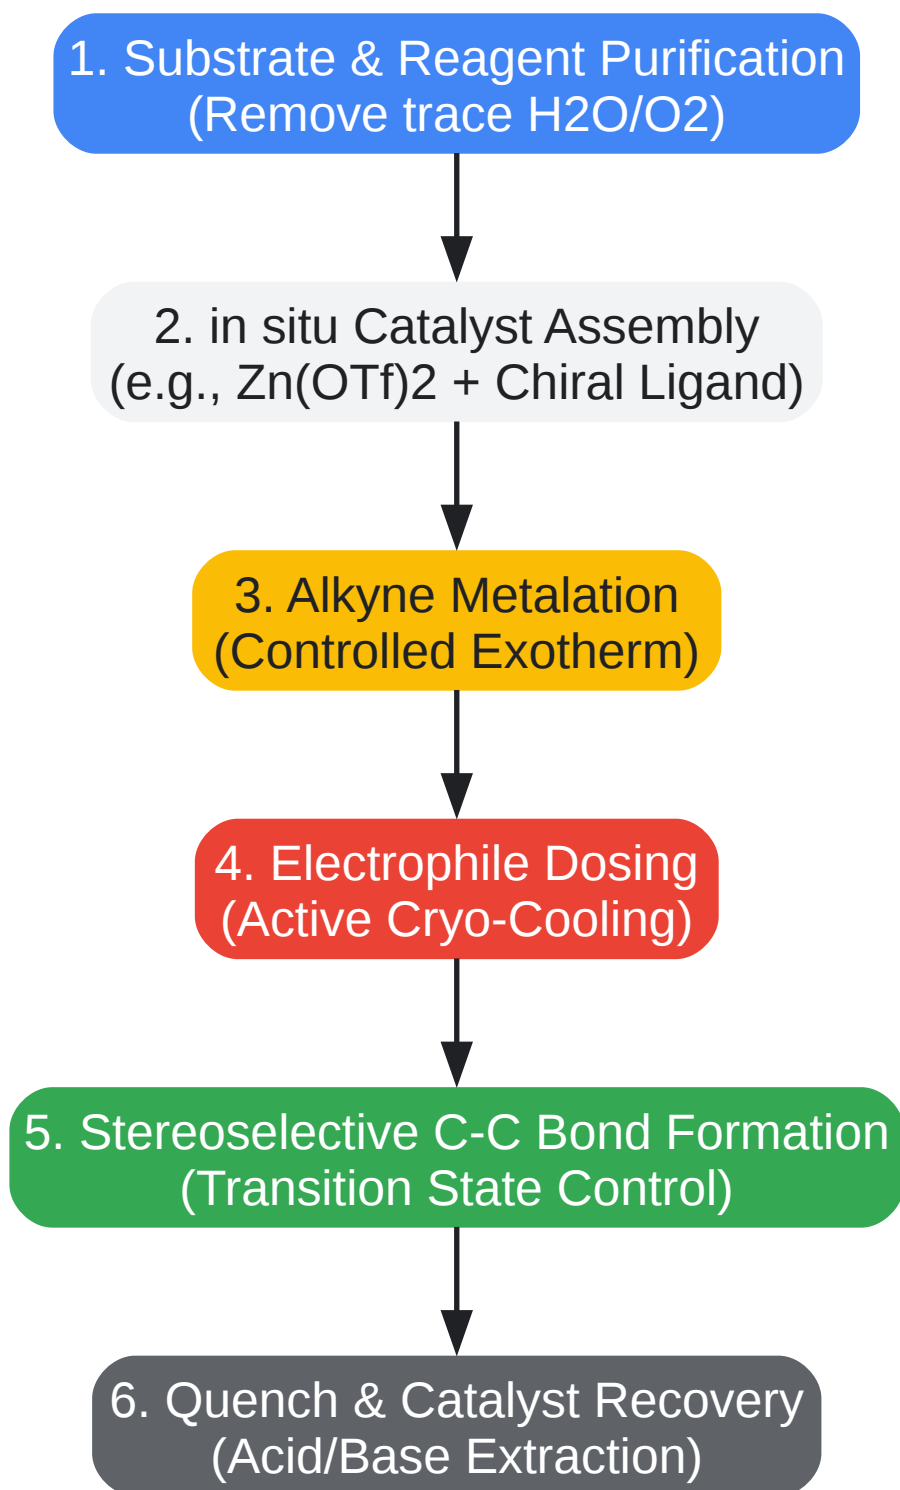 1. Substrate & Reagent Purification
(Remove trace H2O/O2)
2. in situ Catalyst Assembly
(e.g., Zn(OTf)2 + Chiral Ligand)
3. Alkyne Metalation
(Controlled Exotherm)
4. Electrophile Dosing
(Active Cryo-Cooling)
5. Stereoselective C-C Bond Formation
(Transition State Control)
6. Quench & Catalyst Recovery
(Acid/Base Extraction)